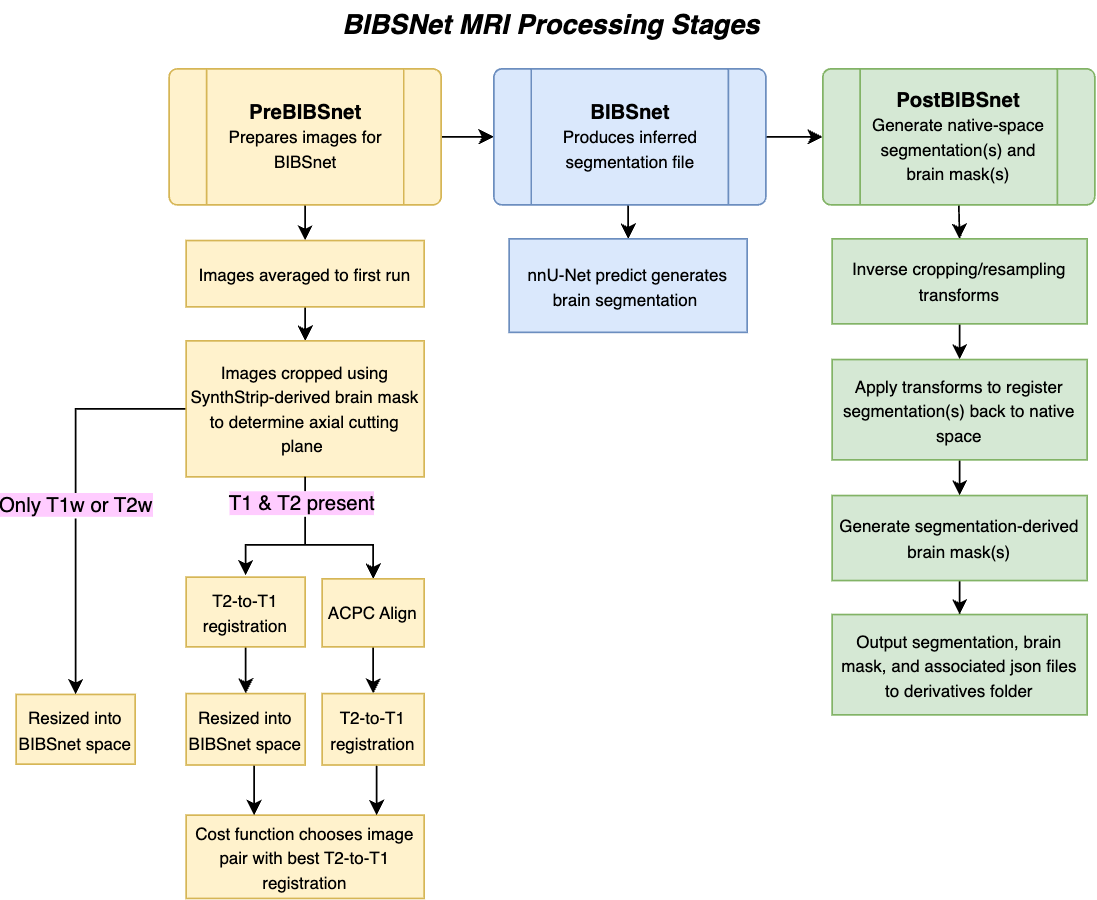 BIBSNet MRI Processing Stages
PreBIBSnet
Prepares images for
BIBSnet
BIBSnet
Produces inferred
segmentation file
PostBIBSnet
Generate native-space
segmentation(s) and
brain mask(s)
Images averaged to first run
Images cropped using
SynthStrip-derived brain mask
to determine axial cutting
plane
Only T1w or T2w
T1 & T2 present
T2-to-T1
registration
ACPC Align
Resized into
BIBSnet space
Resized into
BIBSnet space
T2-to-T1
registration
Cost function chooses image
pair with best T2-to-T1
registration
nnU-Net predict generates
brain segmentation
Inverse cropping/resampling
transforms
Apply transforms to register
segmentation(s) back to native
space
Generate segmentation-derived
brain mask(s)
Output segmentation, brain
mask, and associated json files
to derivatives folder